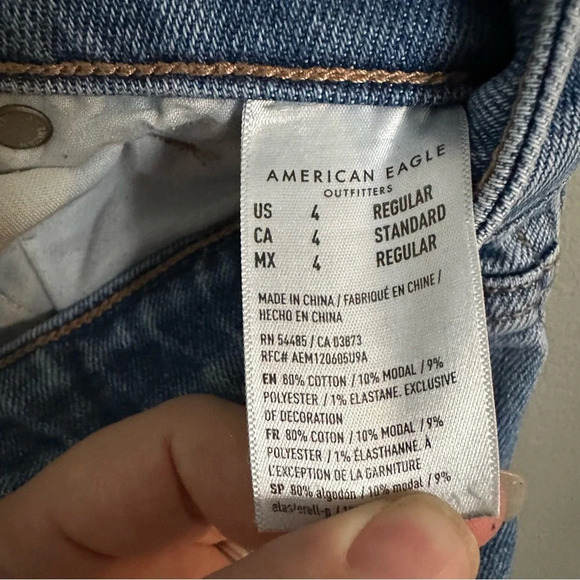 AMERICAN EAGLE
OUTFITTERS
US 4 REGULAR
CA 4 STANDARD
MX 4 REGULAR
MADE IN CHINA / FABRIQUÉ EN CHINE /
HECHO EN CHINA
RN 54485 / CA 03873
RFC# AEM120605U9A
EN 80% COTTON / 10% MODAL / 9%
POLYESTER / 1% ELASTANE. EXCLUSIVE
OF DECORATION
FR 80% COTON / 10% MODAL / 9%
POLYESTER / 1% ÉLASTHANNE. À
L'EXCEPTION DE LA GARNITURE
SP 80% algodón / 10% modal / 9%
elasterell-p